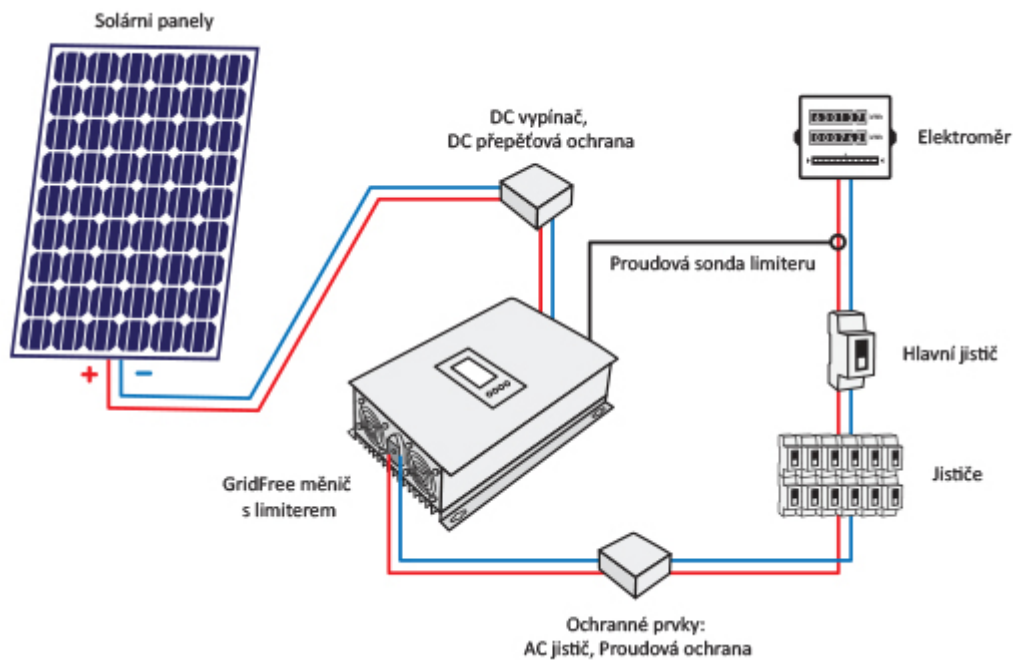 Solárni panely
DC vypínač,
DC přepěťová ochrana
Elektroměr
Proudová sonda limiteru
Hlavní jistič
GridFree měnič
s limiterem
Jističe
Ochranné prvky:
AC jistič, Proudová ochrana
+
−